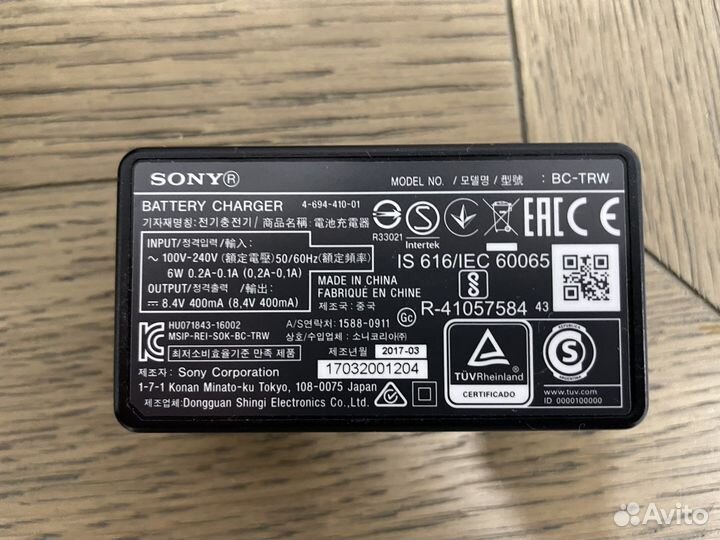 SONY®
MODEL NO. / 모델명 / 型號 : BC-TRW
BATTERY CHARGER 4-694-410-01
기자재명칭: 전기충전기 / 商品名稱: 電池充電器
R33021
Intertek
EAC CE
INPUT/정격입력/輸入:
~ 100V-240V (額定電壓) 50/60Hz(額定頻率)
6W 0.2A-0.1A (0,2A-0,1A)
OUTPUT/정격출력 /輸出:
8.4V 400mA (8,4V 400mA)
IS 616/IEC 60065
MADE IN CHINA
FABRIQUÉ EN CHINE
제조국: 중국
Gc
R-41057584 43
HU071843-16002
MSIP-REI-SOK-BC-TRW
최저소비효율기준 만족 제품
A/S연락처: 1588-0911
상호/수입업체: 소니코리아㈜
제조년월 2017-03
17032001204
제조자: Sony Corporation
1-7-1 Konan Minato-ku Tokyo, 108-0075 Japan
제조업체: Dongguan Shingi Electronics Co.,Ltd.
TÜVRheinland
CERTIFICADO
S
www.tuv.com
ID 0000100000
Avito